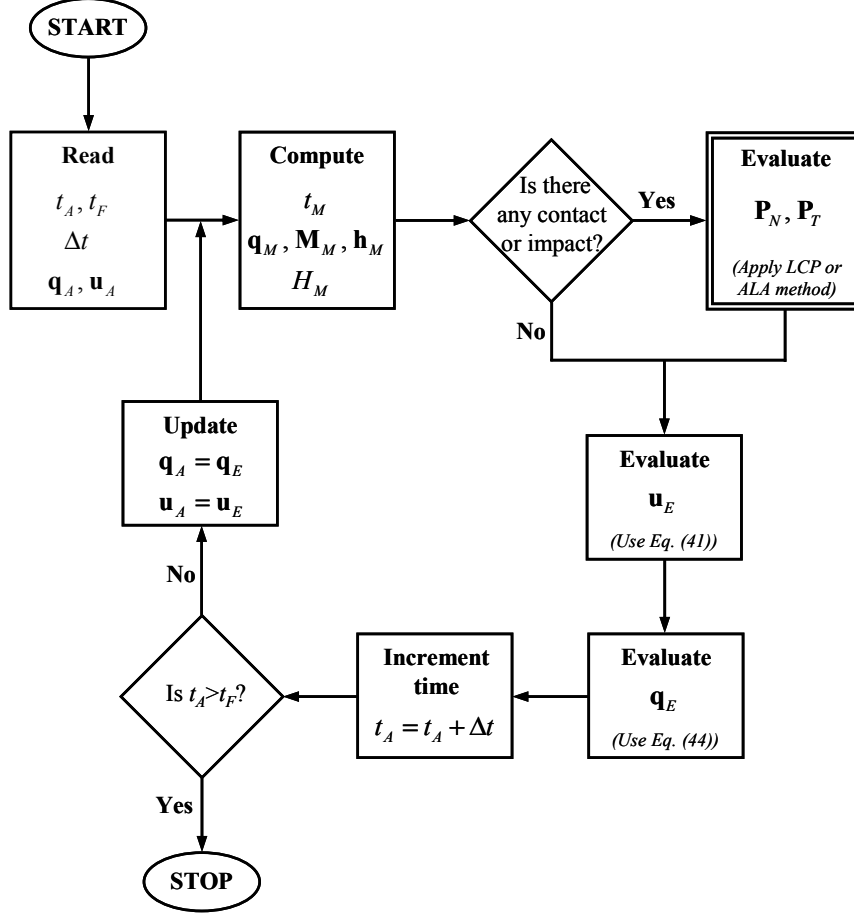 START
Read
t_A, t_F
Δt
q_A, u_A
Compute
t_M
q_M, M_M, h_M
H_M
Is there
any contact
or impact?
Yes
No
Evaluate
P_N, P_T
(Apply LCP or
ALA method)
Evaluate
u_E
(Use Eq. (41))
Evaluate
q_E
(Use Eq. (44))
Increment
time
t_A = t_A + Δt
Is t_A>t_F?
No
Update
q_A = q_E
u_A = u_E
Yes
STOP